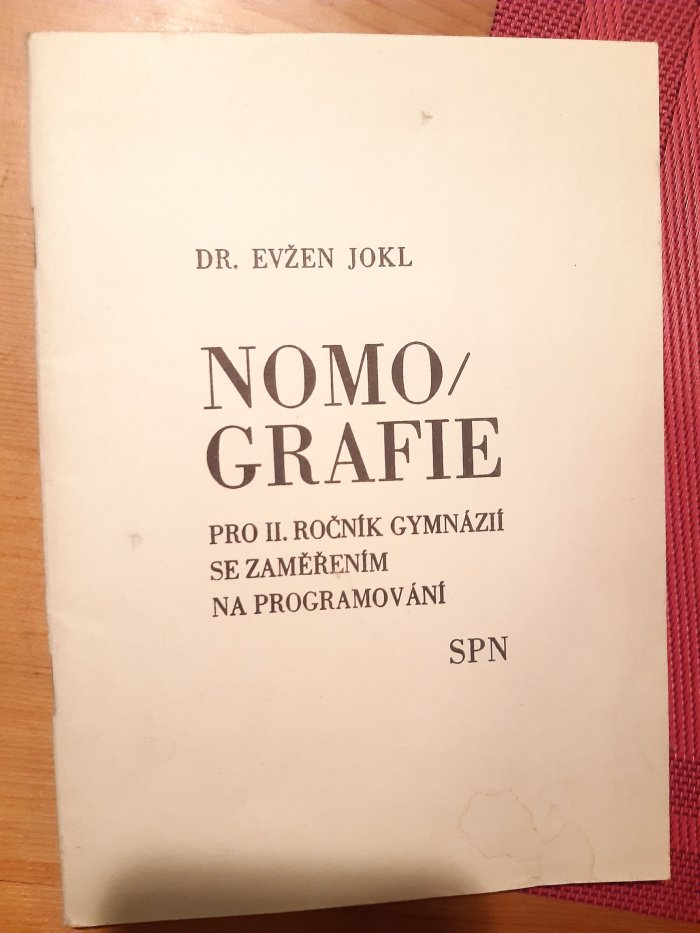 DR. EVŽEN JOKL
NOMO/
GRAFIE
PRO II. ROČNÍK GYMNÁZIÍ
SE ZAMĚŘENÍM
NA PROGRAMOVÁNÍ
SPN